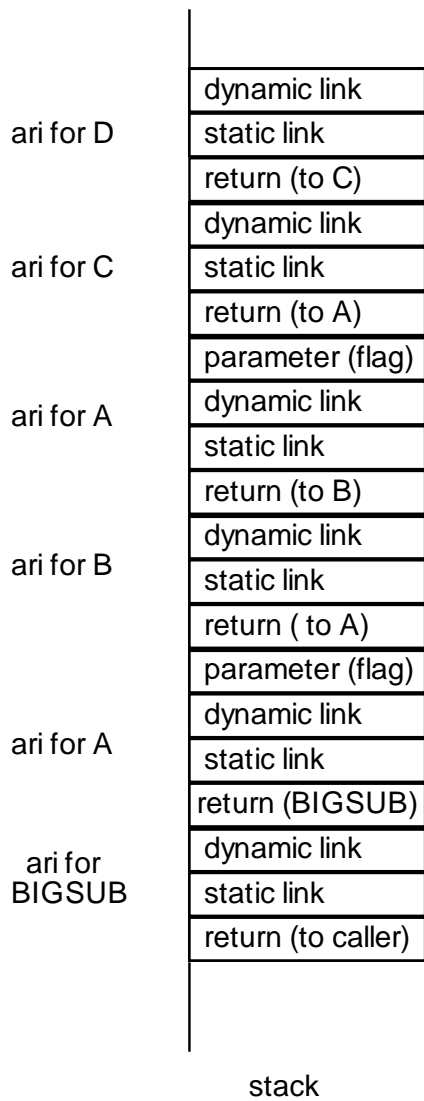 dynamic link
ari for D
static link
return (to C)
dynamic link
ari for C
static link
return (to A)
parameter (flag)
ari for A
dynamic link
static link
return (to B)
dynamic link
ari for B
static link
return ( to A)
parameter (flag)
dynamic link
ari for A
static link
return (BIGSUB)
ari for
BIGSUB
dynamic link
static link
return (to caller)
stack